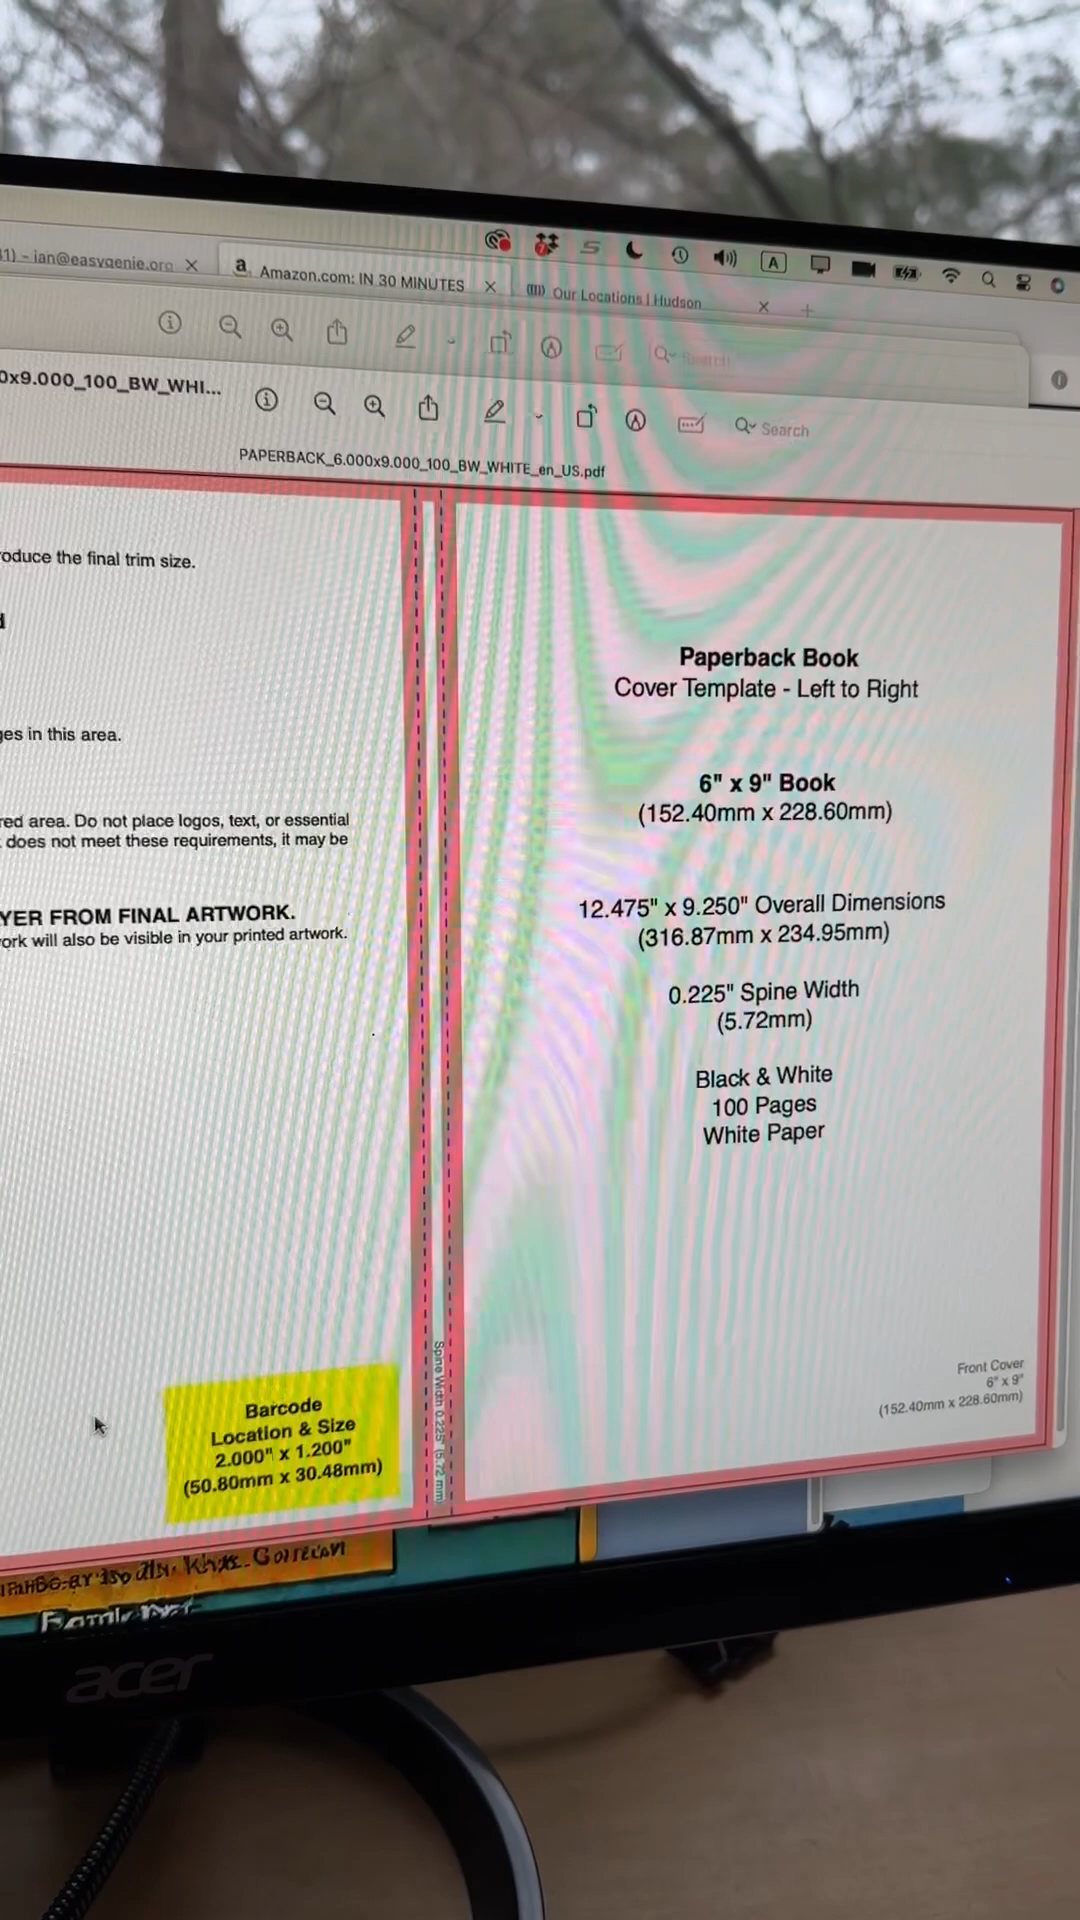 1) - ian@easygenie.org
a Amazon.com: IN 30 MINUTES
Our Locations | Hudson
A
Search
0x9.000_100_BW_WHI...
Search
PAPERBACK_6.000x9.000_100_BW_WHITE_en_US.pdf
oduce the final trim size.
ges in this area.
red area. Do not place logos, text, or essential
does not meet these requirements, it may be
YER FROM FINAL ARTWORK.
ork will also be visible in your printed artwork.
Barcode
Location & Size
2.000" x 1.200"
(50.80mm x 30.48mm)
Spine Width 0.225" (5.72 mm)
Paperback Book
Cover Template - Left to Right
6" x 9" Book
(152.40mm x 228.60mm)
12.475" x 9.250" Overall Dimensions
(316.87mm x 234.95mm)
0.225" Spine Width
(5.72mm)
Black & White
100 Pages
White Paper
Front Cover
6" x 9"
(152.40mm x 228.60mm)
acer